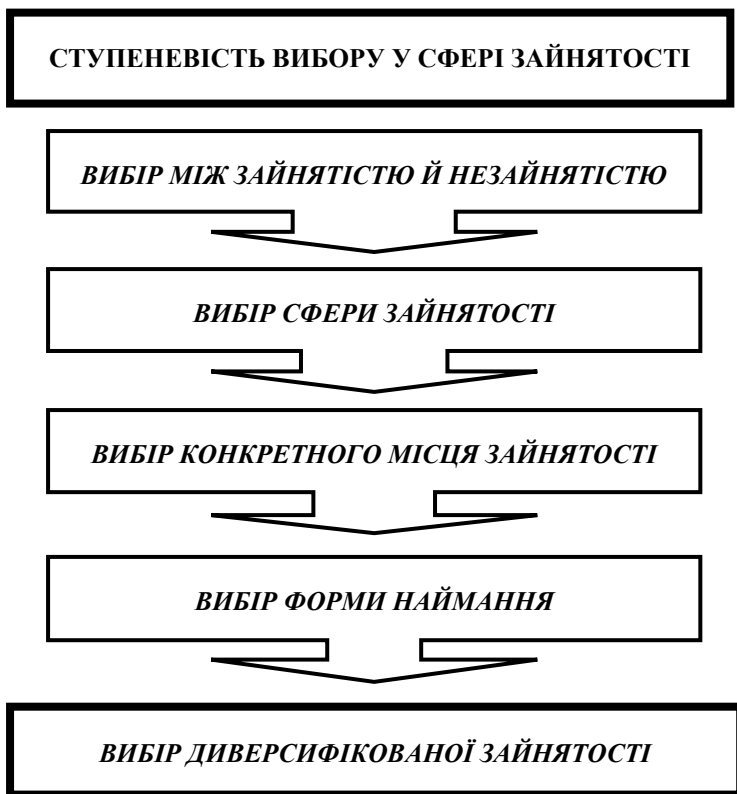 СТУПЕНЕВІСТЬ ВИБОРУ У СФЕРІ ЗАЙНЯТОСТІ
ВИБІР МІЖ ЗАЙНЯТІСТЮ Й НЕЗАЙНЯТІСТЮ
ВИБІР СФЕРИ ЗАЙНЯТОСТІ
ВИБІР КОНКРЕТНОГО МІСЦЯ ЗАЙНЯТОСТІ
ВИБІР ФОРМИ НАЙМАННЯ
ВИБІР ДИВЕРСИФІКОВАНОЇ ЗАЙНЯТОСТІ